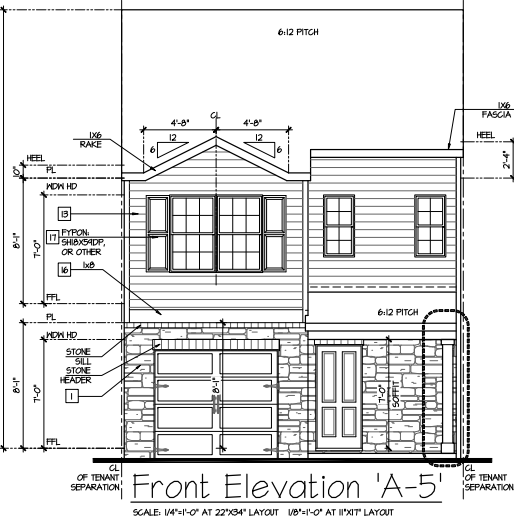 6:12 PITCH
1X6
FASCIA
HEEL
2'-4"
CL
4'-8"
4'-8"
12
6
12
6
1X6
RAKE
HEEL
10"
PL
WDW HD
13
17
FYPON:
SH18X59DP,
OR OTHER
16
1x8
8'-1"
7'-0"
FFL
PL
6:12 PITCH
WDW HD
STONE
SILL
STONE
HEADER
1
8'-1"
7'-0"
8'-1"
7'-0"
SOFFIT
FFL
CL
OF TENANT
SEPARATION
Front Elevation 'A-5'
CL
OF TENANT
SEPARATION
SCALE: 1/4"=1'-0" AT 22"X34" LAYOUT 1/8"=1'-0" AT 11"X17" LAYOUT